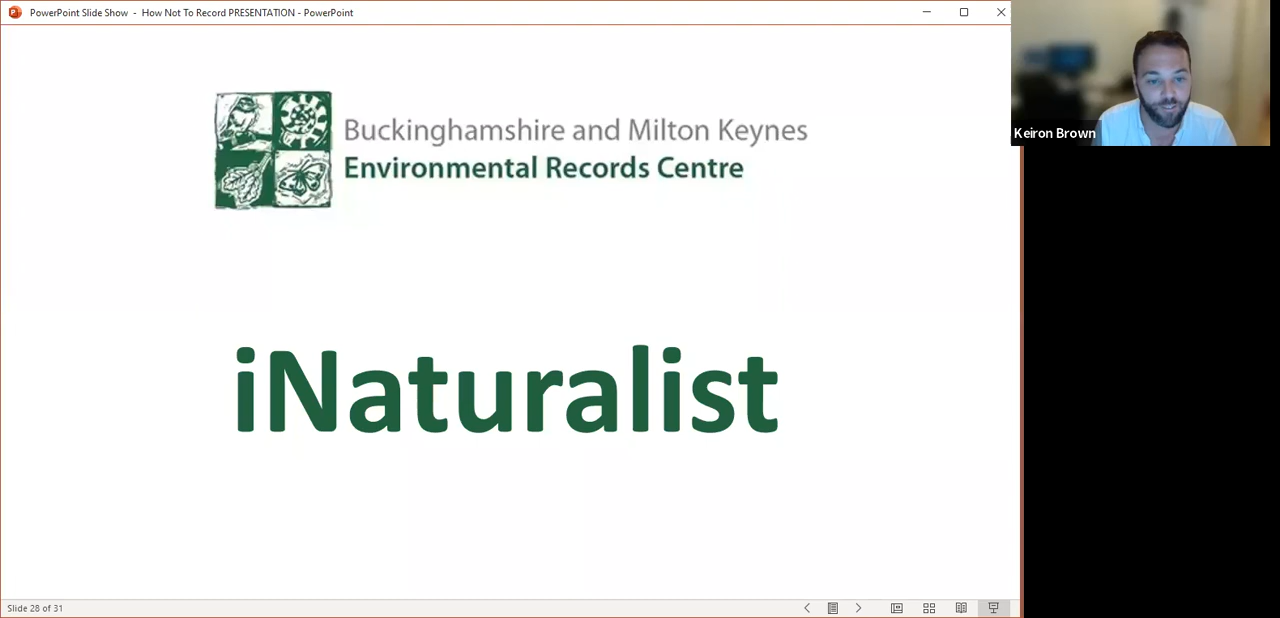 PowerPoint Slide Show - How Not To Record PRESENTATION - PowerPoint
Keiron Brown
Buckinghamshire and Milton Keynes
Environmental Records Centre
iNaturalist
Slide 28 of 31